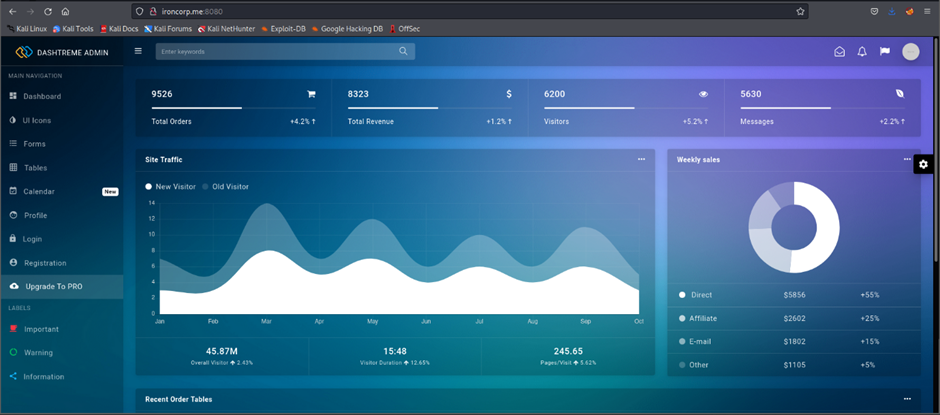 ironcorp.me:8080
Kali Linux Kali Tools Kali Docs Kali Forums Kali NetHunter Exploit-DB Google Hacking DB OffSec
DASHTREME ADMIN
Enter keywords
MAIN NAVIGATION
Dashboard
UI Icons
Forms
Tables
Calendar New
Profile
Login
Registration
Upgrade To PRO
LABELS
Important
Warning
Information
9526
Total Orders +4.2%
8323 $
Total Revenue +1.2%
6200
Visitors +5.2%
5630
Messages +2.2%
Site Traffic
New Visitor Old Visitor
14
12
10
8
6
4
2
0
Jan Feb Mar Apr May Jun Jul Aug Sep Oct
45.87M
Overall Visitor 2.43%
15:48
Visitor Duration 12.65%
245.65
Pages/Visit 5.62%
Weekly sales
Direct $5856 +55%
Affiliate $2602 +25%
E-mail $1802 +15%
Other $1105 +5%
Recent Order Tables